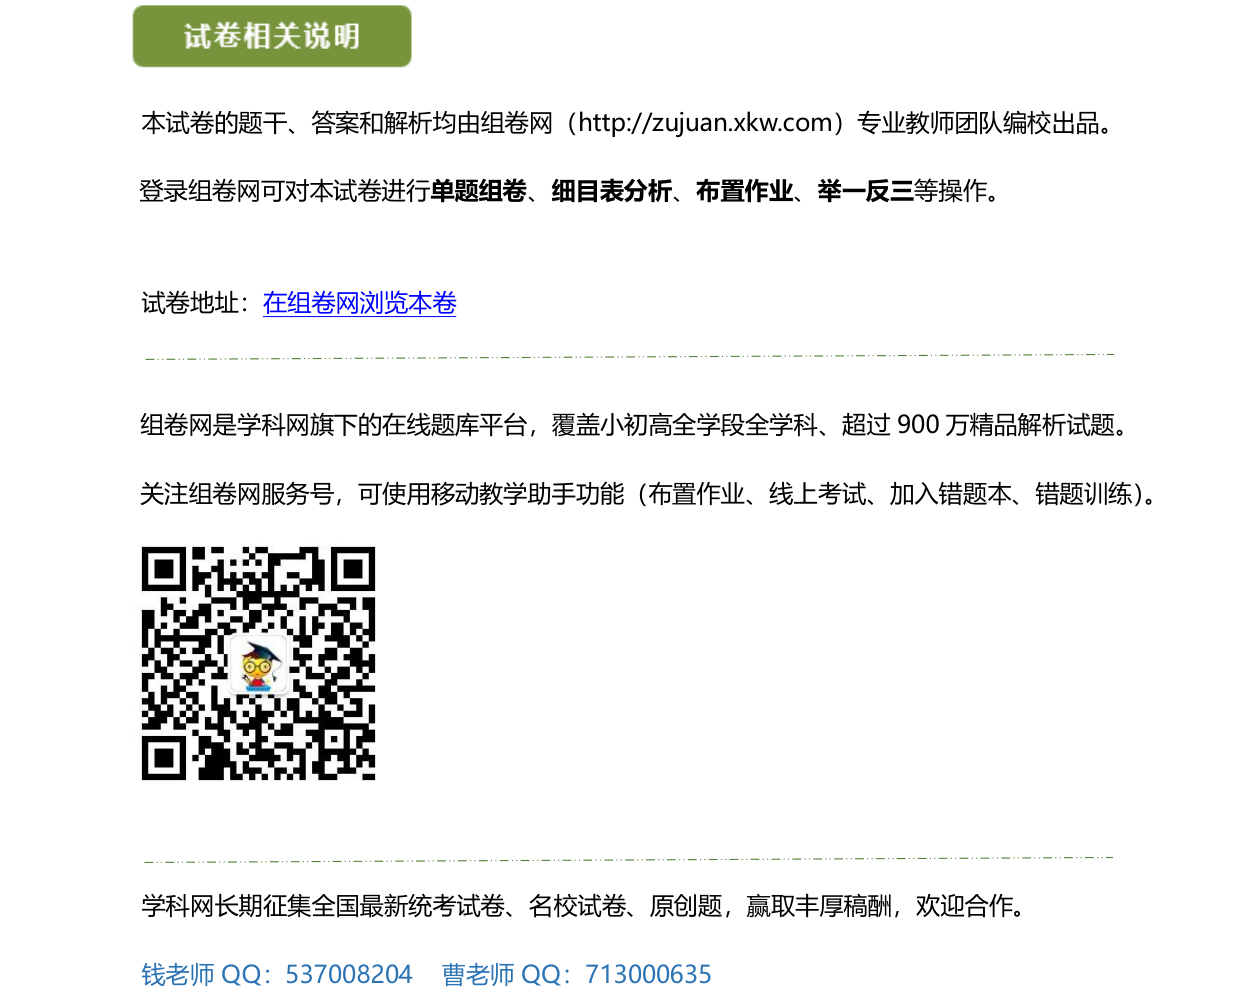 试卷相关说明
本试卷的题干、答案和解析均由组卷网（http://zujuan.xkw.com）专业教师团队编校出品。
登录组卷网可对本试卷进行单题组卷、细目表分析、布置作业、举一反三等操作。
试卷地址：在组卷网浏览本卷
组卷网是学科网旗下的在线题库平台，覆盖小初高全学段全学科、超过 900 万精品解析试题。
关注组卷网服务号，可使用移动教学助手功能（布置作业、线上考试、加入错题本、错题训练）。
学科网长期征集全国最新统考试卷、名校试卷、原创题，赢取丰厚稿酬，欢迎合作。
钱老师 QQ：537008204 曹老师 QQ：713000635